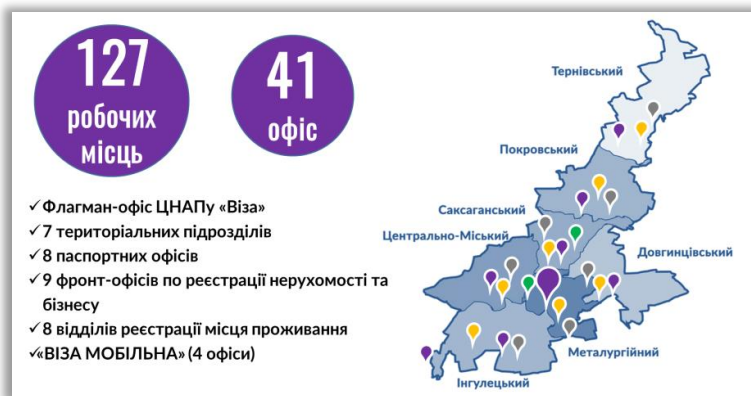 127
робочих
місць
41
офіс
✓Флагман-офіс ЦНАПу «Віза»
✓7 територіальних підрозділів
✓8 паспортних офісів
✓9 фронт-офісів по реєстрації нерухомості та
бізнесу
✓8 відділів реєстрації місця проживання
✓«ВІЗА МОБІЛЬНА» (4 офіси)
Тернівський
Покровський
Саксаганський
Центрально-Міський
Довгинцівський
Металургійний
Інгулецький